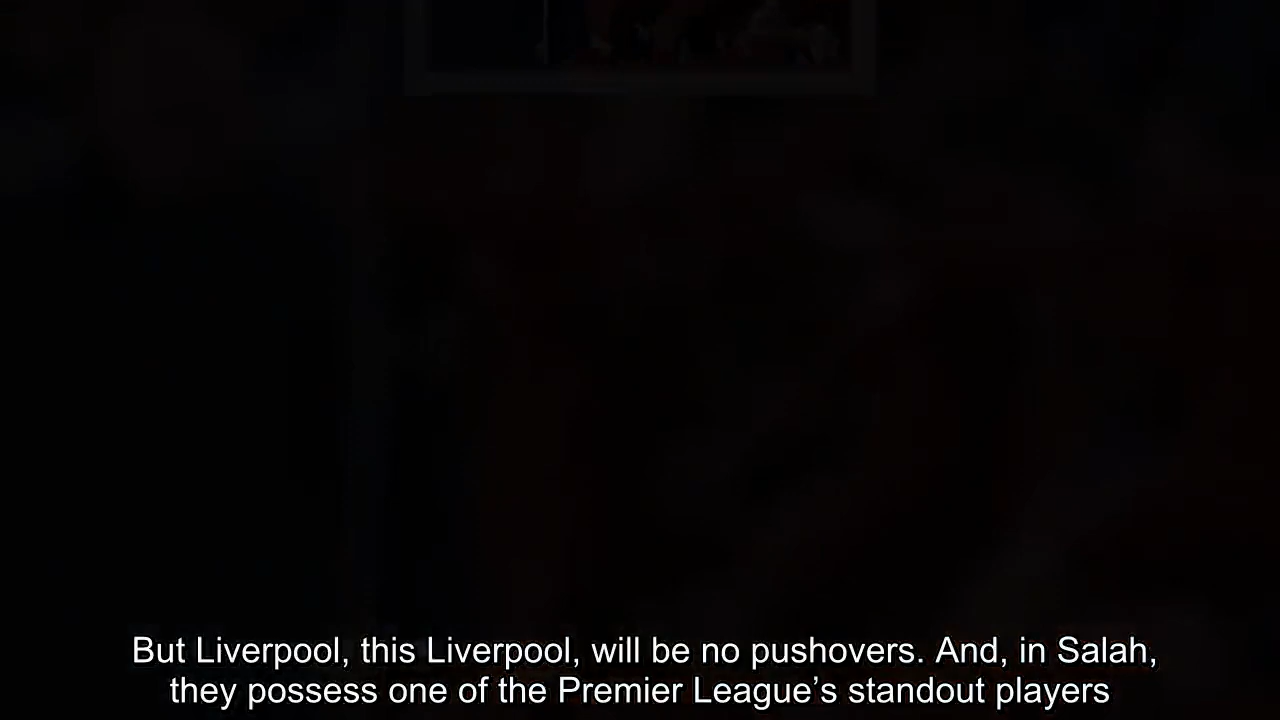 But Liverpool, this Liverpool, will be no pushovers. And, in Salah,
they possess one of the Premier League’s standout players